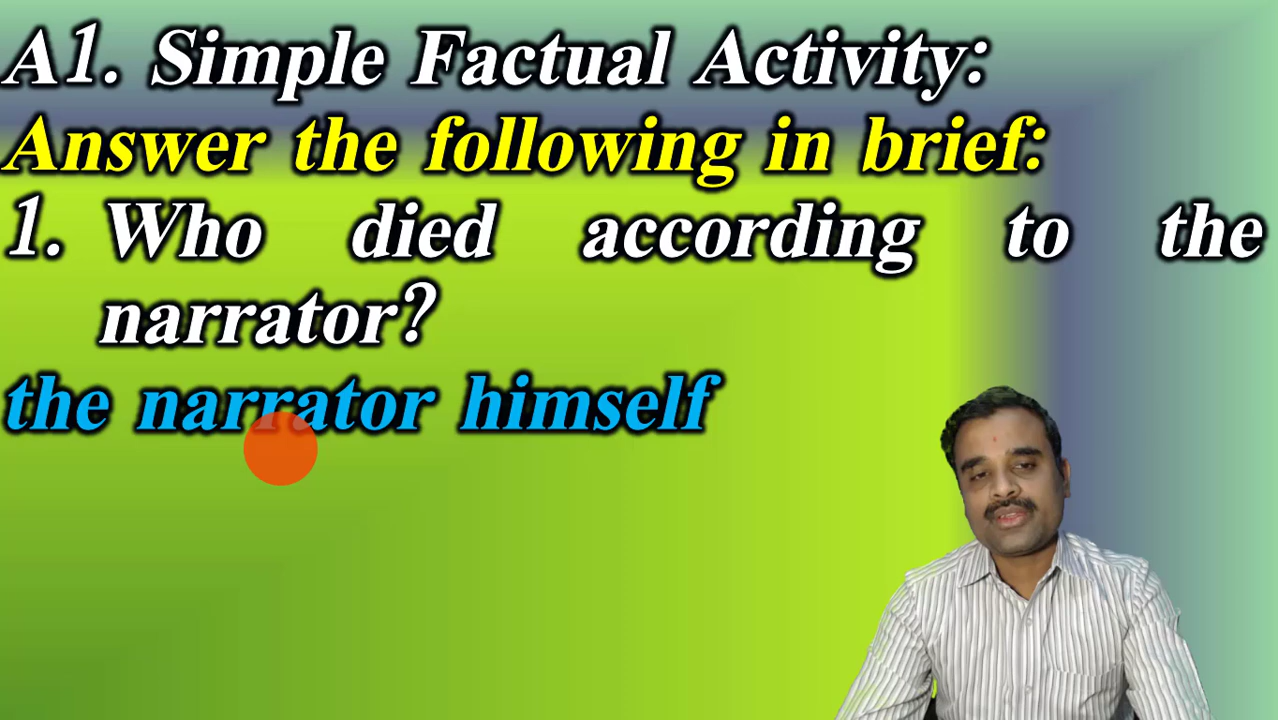 A1. Simple Factual Activity:
Answer the following in brief:
1. Who died according to the
narrator?
the narrator himself